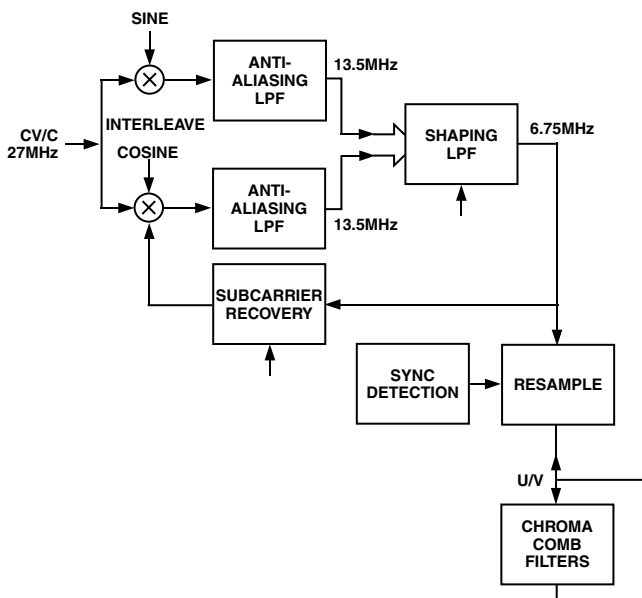 SINE
ANTI-
ALIASING
LPF
13.5MHz
CV/C
27MHz
INTERLEAVE
COSINE
SHAPING
LPF
6.75MHz
ANTI-
ALIASING
LPF
13.5MHz
SUBCARRIER
RECOVERY
SYNC
DETECTION
RESAMPLE
U/V
CHROMA
COMB
FILTERS